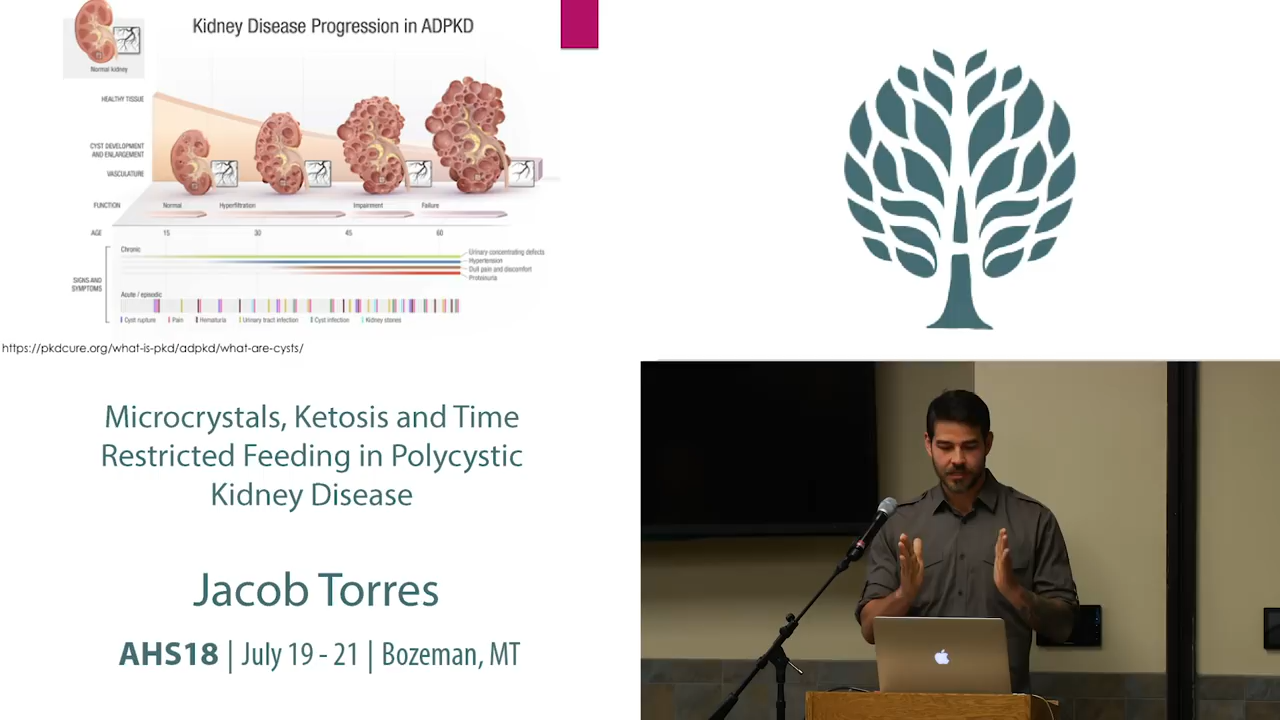 Kidney Disease Progression in ADPKD
Normal kidney
HEALTHY TISSUE
CYST DEVELOPMENT
AND ENLARGEMENT
VASCULATURE
FUNCTION
Normal
Hyperfiltration
Impairment
Failure
AGE
15
30
45
60
SIGNS AND
SYMPTOMS
Chronic
Urinary concentrating defects
Hypertension
Dull pain and discomfort
Proteinuria
Acute / episodic
Cyst rupture
Pain
Hematuria
Urinary tract infection
Cyst infection
Kidney stones
https://pkdcure.org/what-is-pkd/adpkd/what-are-cysts/
Microcrystals, Ketosis and Time
Restricted Feeding in Polycystic
Kidney Disease
Jacob Torres
AHS18 | July 19 - 21 | Bozeman, MT